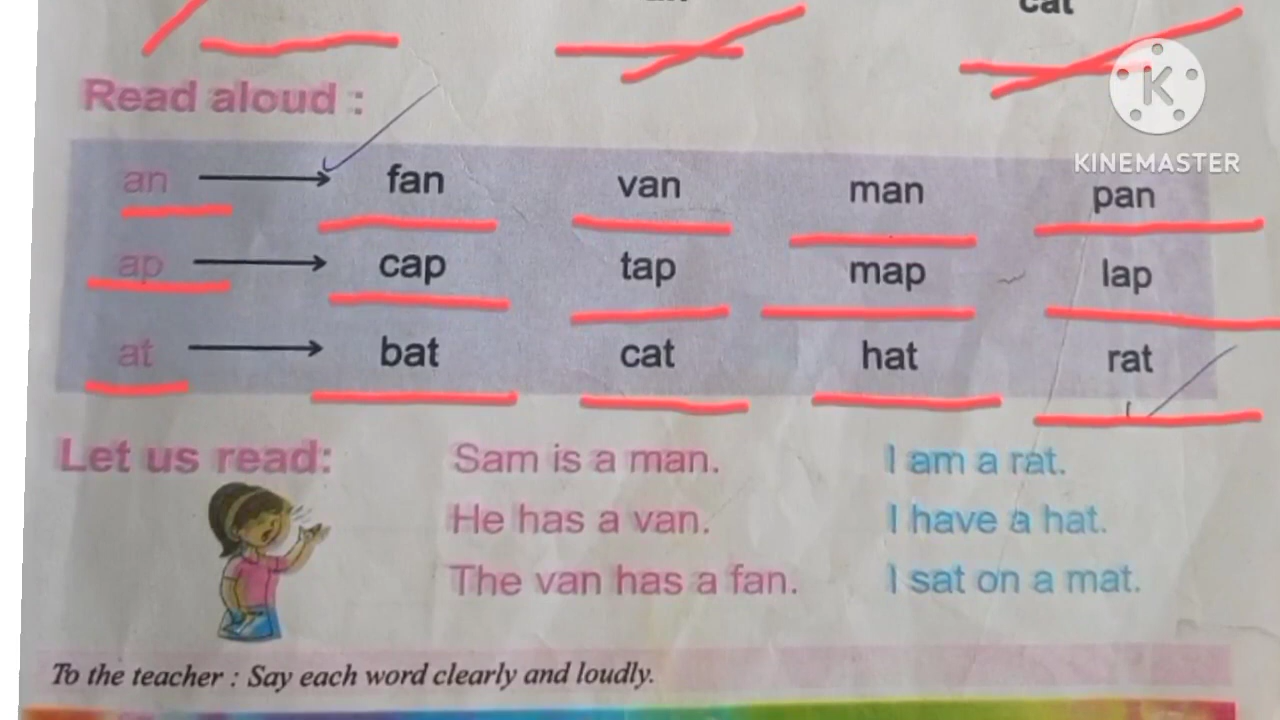 cat
Read aloud :
an → fan van man pan
ap → cap tap map lap
at → bat cat hat rat
Let us read:
Sam is a man.
He has a van.
The van has a fan.
I am a rat.
I have a hat.
I sat on a mat.
To the teacher : Say each word clearly and loudly.
K
KINEMASTER